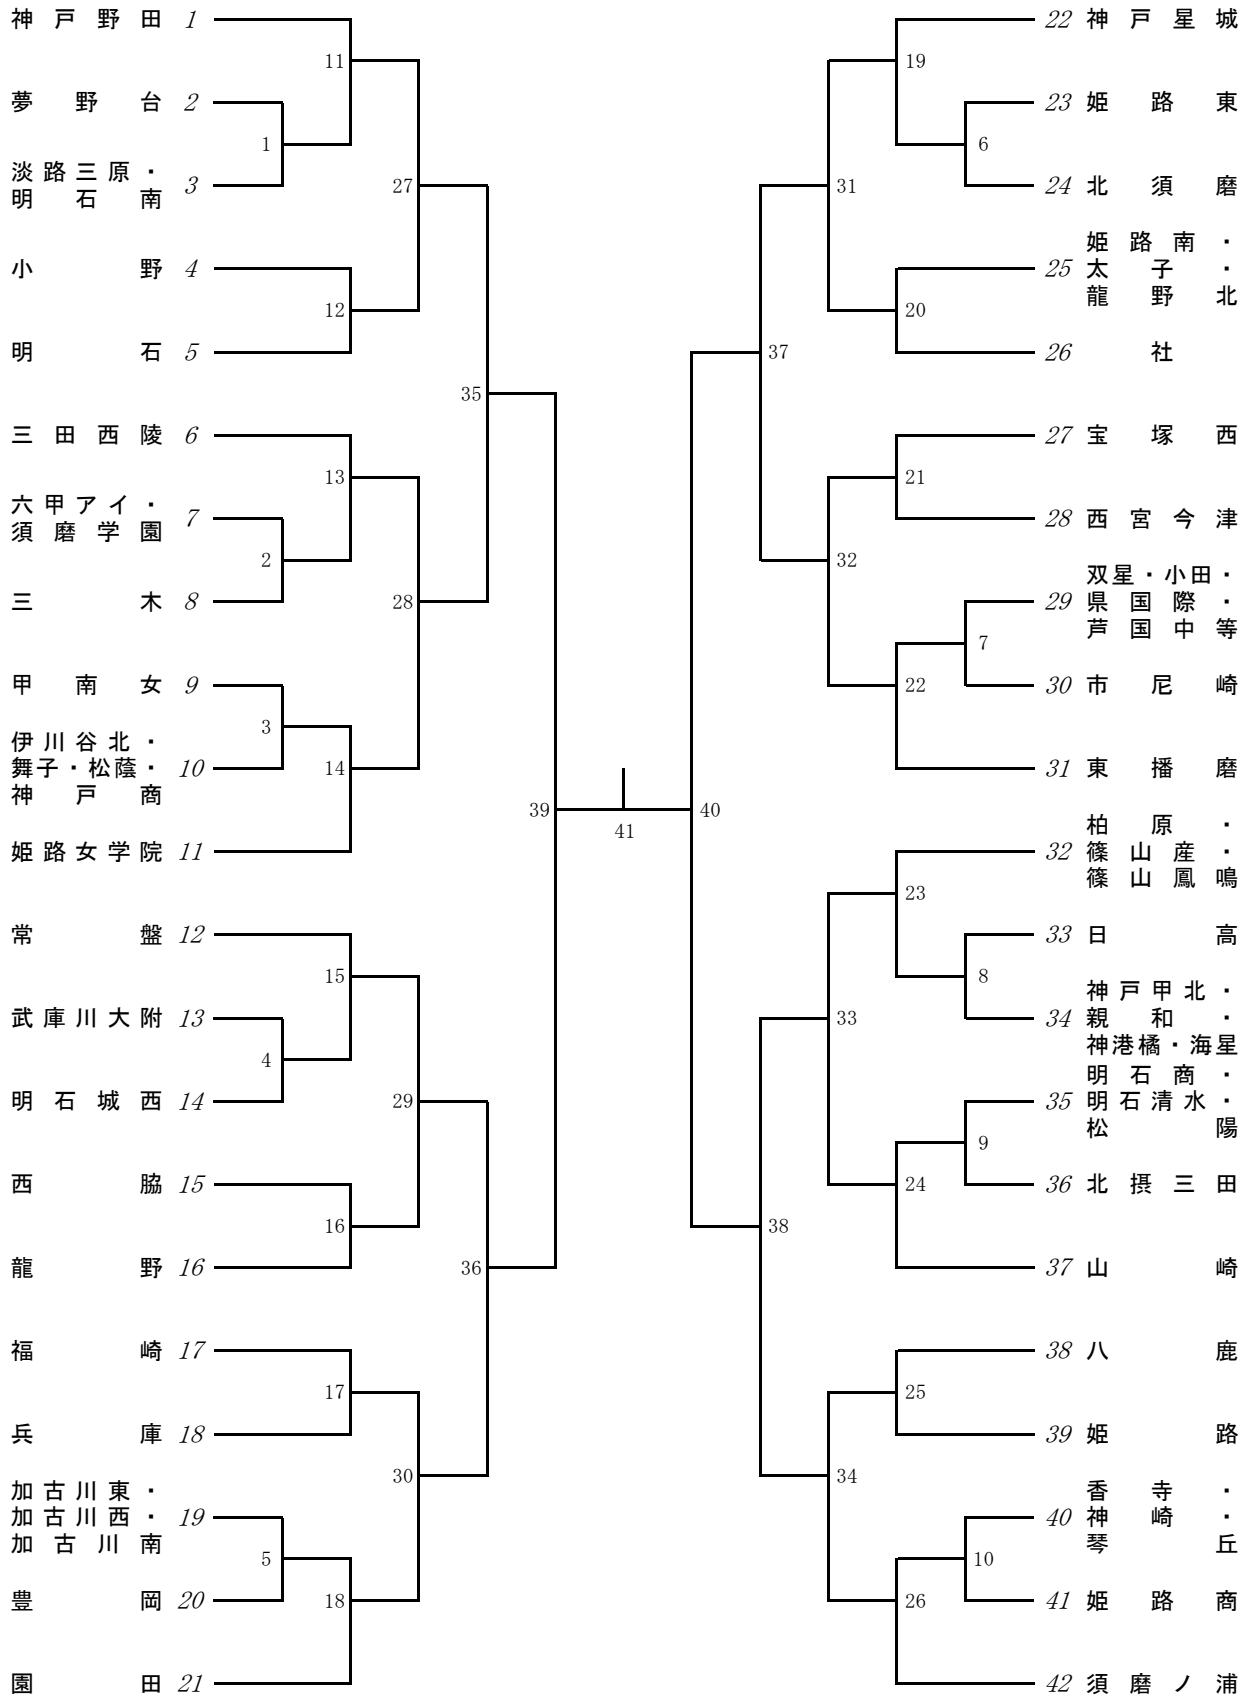 神戸野田 1
11
夢野台 2
1
淡路三原・
明石南 3
27
小野 4
12
明石 5
35
三田西陵 6
13
六甲アイ・
須磨学園 7
2
三木 8
28
甲南女 9
3
伊川谷北・
舞子・松蔭・ 10
神戸商
14
姫路女学院 11
39
常盤 12
15
武庫川大附 13
4
明石城西 14
29
西脇 15
16
龍野 16
36
福崎 17
17
兵庫 18
30
加古川東・
加古川西・ 19
加古川南
5
豊岡 20
18
園田 21
41
22 神戸星城
19
23 姫路東
6
24 北須磨
31
姫路南・
25 太子・
龍野北
20
26 社
37
27 宝塚西
21
28 西宮今津
32
双星・小田・
29 県国際・
芦国中等
7
30 市尼崎
22
31 東播磨
40
柏原・
32 篠山産・
篠山鳳鳴
23
33 日高
8
神戸甲北・
34 親和・
神港橘・海星
33
明石商・
35 明石清水・
松陽
9
36 北摂三田
24
37 山崎
38
38 八鹿
25
39 姫路
34
香寺・
40 神崎・
琴丘
10
41 姫路商
26
42 須磨ノ浦